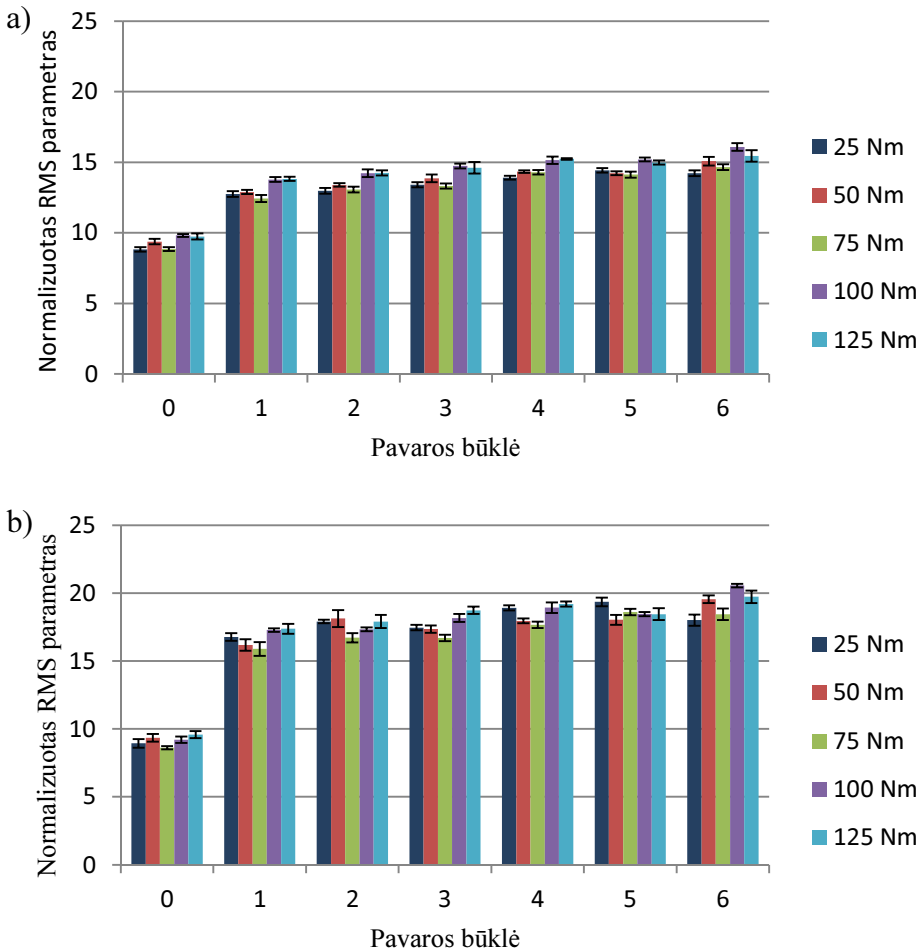 a)
Normalizuotas RMS parametras
25
20
15
10
5
0
0 1 2 3 4 5 6
Pavaros būklė
25 Nm
50 Nm
75 Nm
100 Nm
125 Nm
b)
Normalizuotas RMS parametras
25
20
15
10
5
0
0 1 2 3 4 5 6
Pavaros būklė
25 Nm
50 Nm
75 Nm
100 Nm
125 Nm